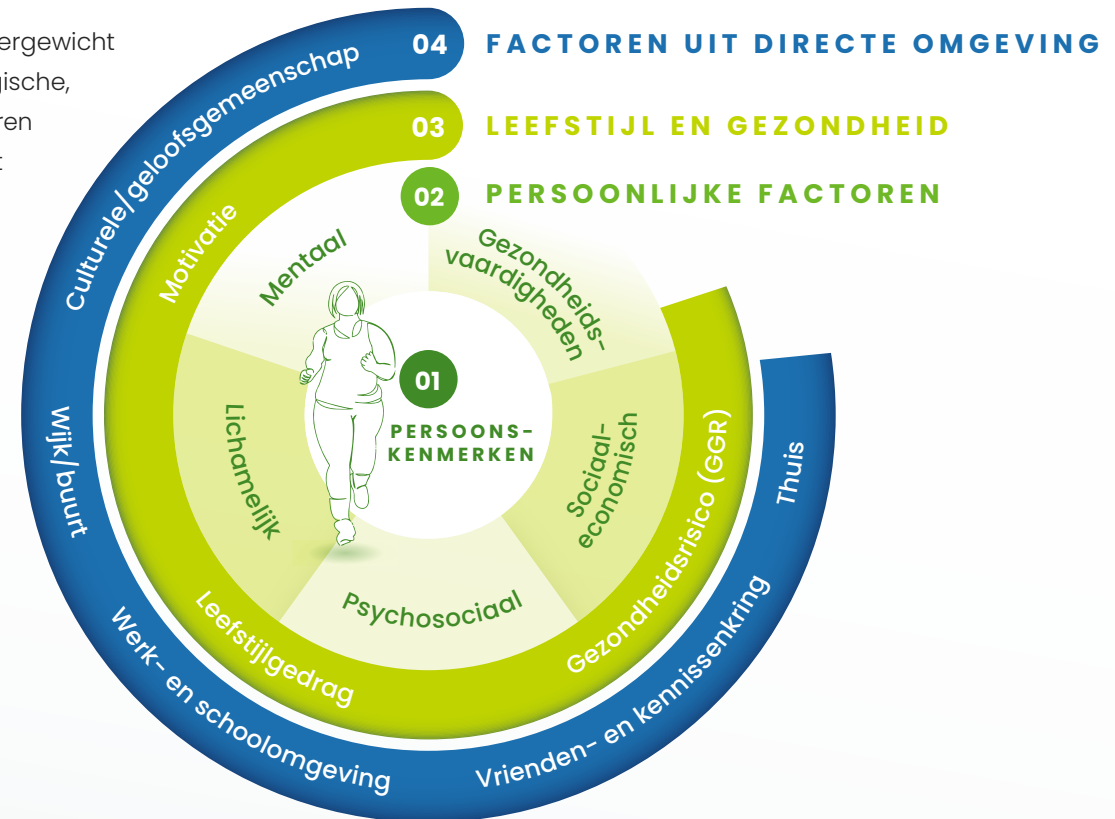 04 FACTOREN UIT DIRECTE OMGEVING
03 LEEFSTIJL EN GEZONDHEID
02 PERSOONLIJKE FACTOREN
01
PERSOONS-
KENMERKEN
Mentaal
Gezondheids-
vaardigheden
Sociaal-
economisch
Psychosociaal
Lichamelijk
Motivatie
Leefstijlgedrag
Gezondheidsrisico (GGR)
Culturele/geloofsgemeenschap
Wijk/buurt
Werk- en schoolomgeving
Vrienden- en kennissenkring
Thuis